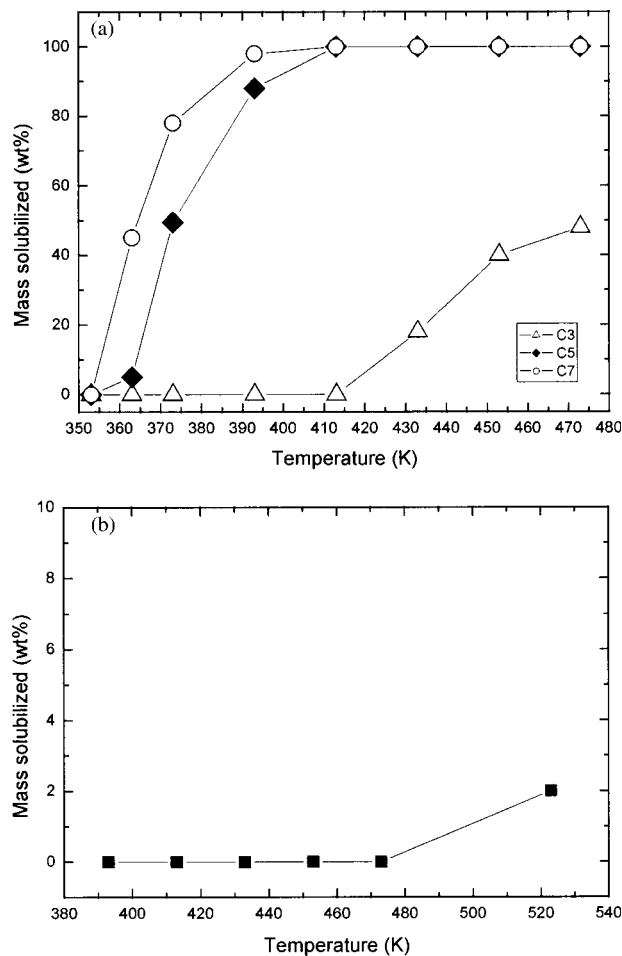 (a)
100
80
60
40
20
0
Mass solubilized (wt%)
C3
C5
C7
350 360 370 380 390 400 410 420 430 440 450 460 470 480
Temperature (K)
(b)
10
8
6
4
2
0
Mass solubilized (wt%)
380 400 420 440 460 480 500 520 540
Temperature (K)